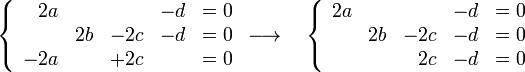 2a -d = 0 2a -d = 0
2b -2c -d = 0 ⟶ 2b -2c -d = 0
-2a +2c = 0 2c -d = 0